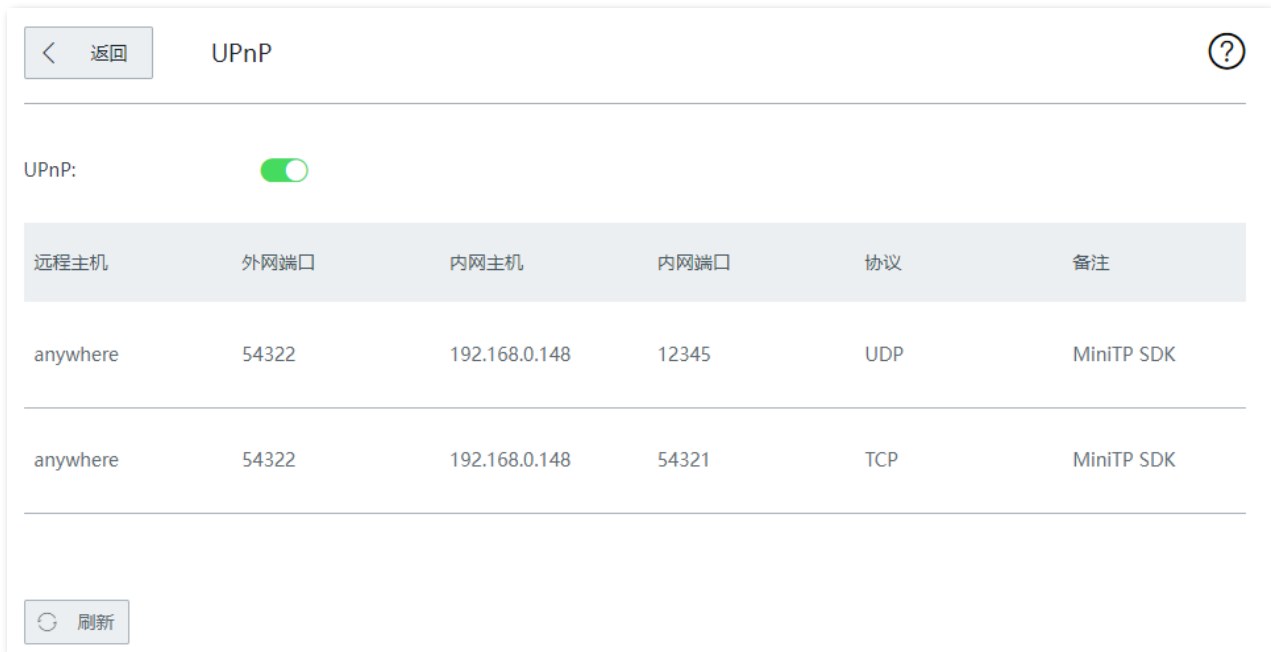 返回 UPnP
UPnP:
远程主机 外网端口 内网主机 内网端口 协议 备注
anywhere 54322 192.168.0.148 12345 UDP MiniTP SDK
anywhere 54322 192.168.0.148 54321 TCP MiniTP SDK
刷新